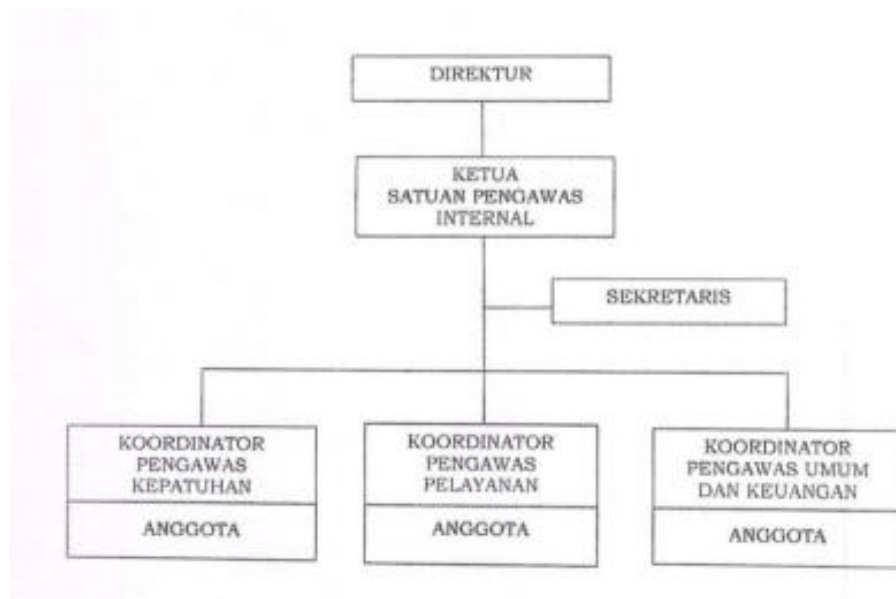 DIREKTUR
KETUA
SATUAN PENGAWAS
INTERNAL
SEKRETARIS
KOORDINATOR
PENGAWAS
KEPATUHAN
ANGGOTA
KOORDINATOR
PENGAWAS
PELAYANAN
ANGGOTA
KOORDINATOR
PENGAWAS UMUM
DAN KEUANGAN
ANGGOTA